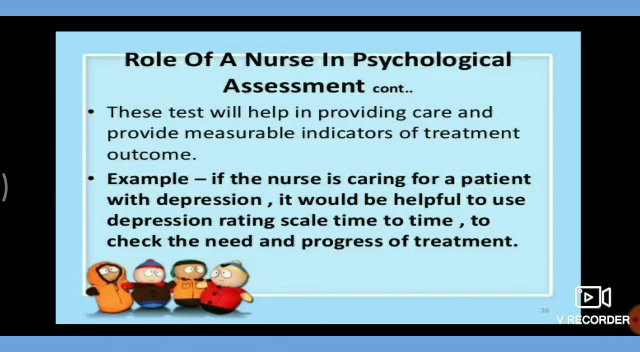 Role Of A Nurse In Psychological
Assessment cont..
• These test will help in providing care and
provide measurable indicators of treatment
outcome.
• Example – if the nurse is caring for a patient
with depression , it would be helpful to use
depression rating scale time to time , to
check the need and progress of treatment.
16
V RECORDER